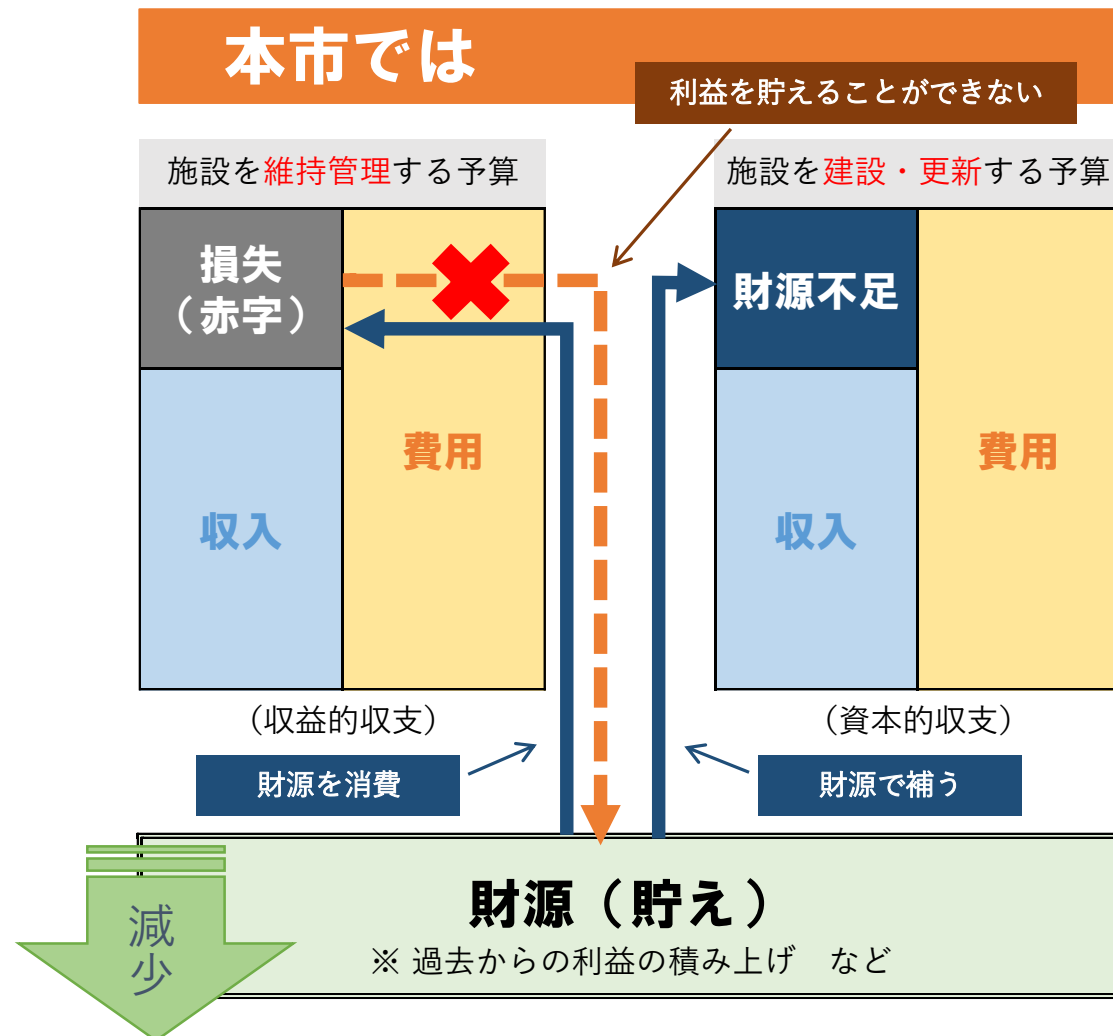 本市では
利益を貯えることができない
施設を維持管理する予算
施設を建設・更新する予算
損失
（赤字）
費用
収入
財源不足
費用
収入
（収益的収支）
（資本的収支）
財源を消費
財源で補う
財源（貯え）
※ 過去からの利益の積み上げ　など
減少